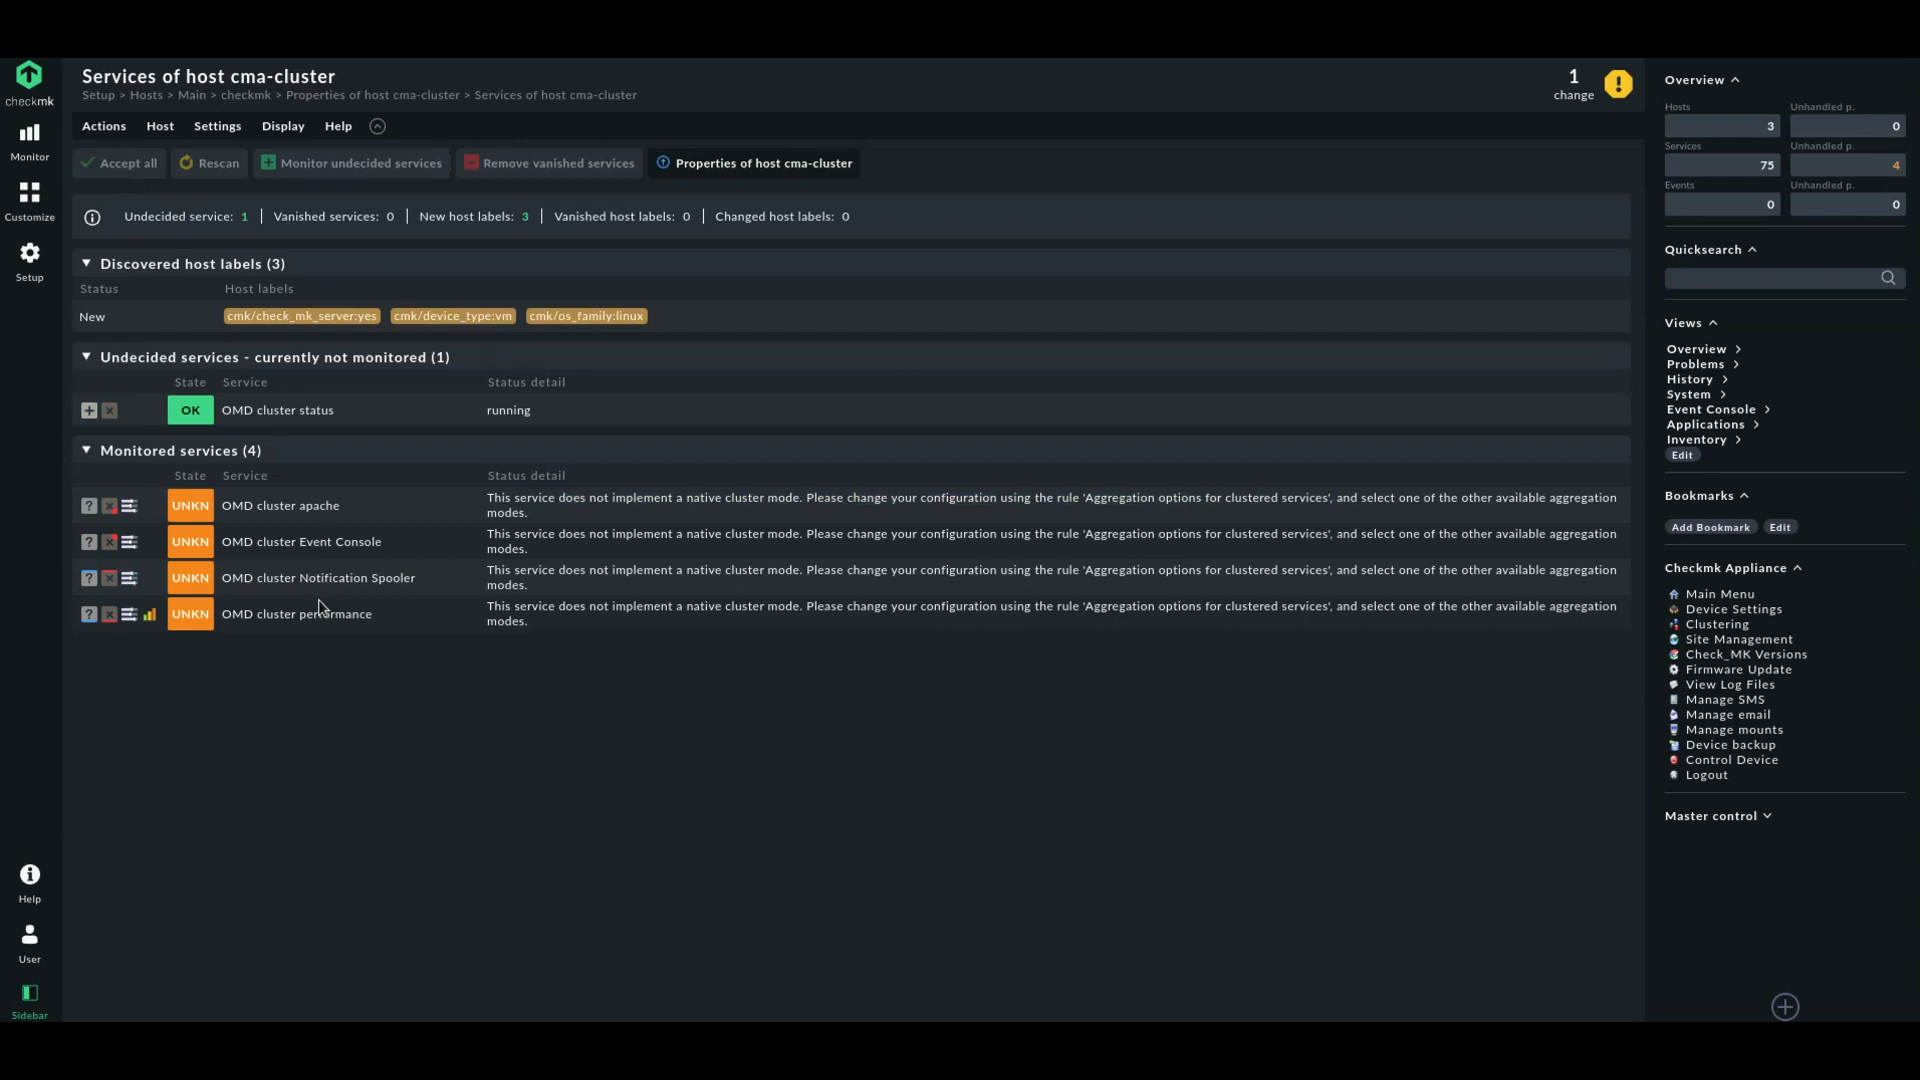 checkmk
Monitor
Customize
Setup
Help
User
Sidebar
Services of host cma-cluster
Setup > Hosts > Main > checkmk > Properties of host cma-cluster > Services of host cma-cluster
1
change
Actions Host Settings Display Help
Accept all Rescan Monitor undecided services Remove vanished services Properties of host cma-cluster
Undecided service: 1 | Vanished services: 0 | New host labels: 3 | Vanished host labels: 0 | Changed host labels: 0
Discovered host labels (3)
Status Host labels
New cmk/check_mk_server:yes cmk/device_type:vm cmk/os_family:linux
Undecided services - currently not monitored (1)
State Service Status detail
OK OMD cluster status running
Monitored services (4)
State Service Status detail
UNKN OMD cluster apache This service does not implement a native cluster mode. Please change your configuration using the rule 'Aggregation options for clustered services', and select one of the other available aggregation
modes.
UNKN OMD cluster Event Console This service does not implement a native cluster mode. Please change your configuration using the rule 'Aggregation options for clustered services', and select one of the other available aggregation
modes.
UNKN OMD cluster Notification Spooler This service does not implement a native cluster mode. Please change your configuration using the rule 'Aggregation options for clustered services', and select one of the other available aggregation
modes.
UNKN OMD cluster performance This service does not implement a native cluster mode. Please change your configuration using the rule 'Aggregation options for clustered services', and select one of the other available aggregation
modes.
Overview
Hosts Unhandled p.
3 0
Services Unhandled p.
75 4
Events Unhandled p.
0 0
Quicksearch
Views
Overview
Problems
History
System
Event Console
Applications
Inventory
Edit
Bookmarks
Add Bookmark Edit
Checkmk Appliance
Main Menu
Device Settings
Clustering
Site Management
Check_MK Versions
Firmware Update
View Log Files
Manage SMS
Manage email
Manage mounts
Device backup
Control Device
Logout
Master control